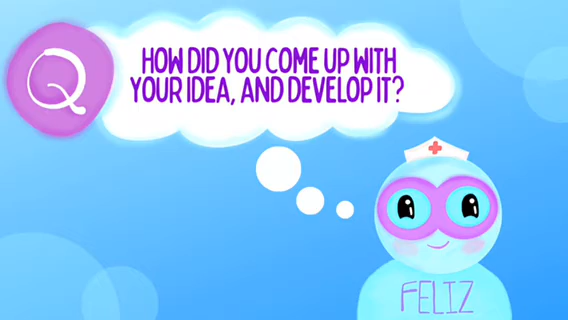 Q
HOW DID YOU COME UP WITH
YOUR IDEA, AND DEVELOP IT?
FELIZ